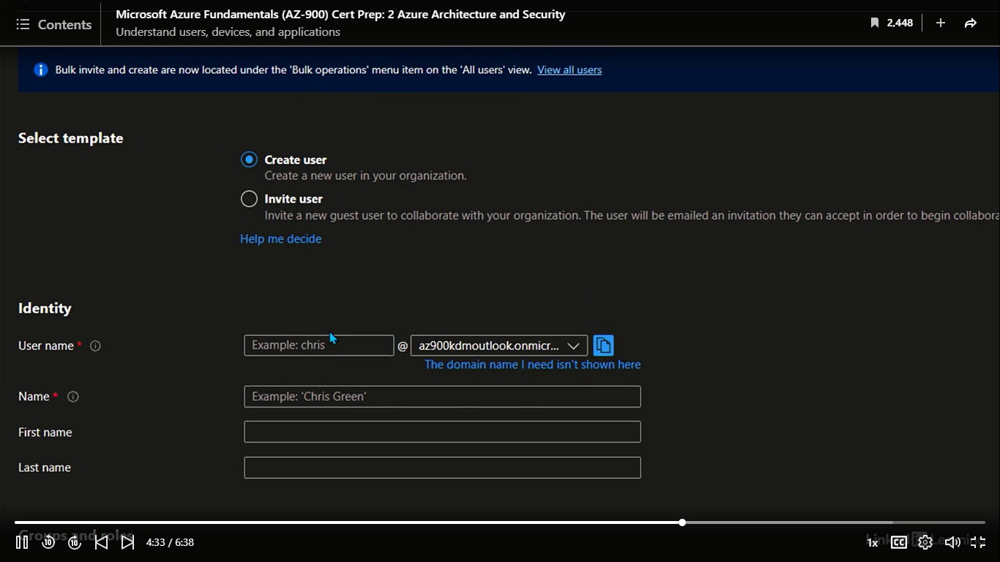 Contents
Microsoft Azure Fundamentals (AZ-900) Cert Prep: 2 Azure Architecture and Security
Understand users, devices, and applications
2,448
Bulk invite and create are now located under the 'Bulk operations' menu item on the 'All users' view. View all users
Select template
Create user
Create a new user in your organization.
Invite user
Invite a new guest user to collaborate with your organization. The user will be emailed an invitation they can accept in order to begin collabora
Help me decide
Identity
User name *
Example: chris @ az900kdmoutlook.onmicr...
The domain name I need isn't shown here
Name *
Example: 'Chris Green'
First name
Last name
Groups and roles
10 10 4:33 / 6:38
1x CC